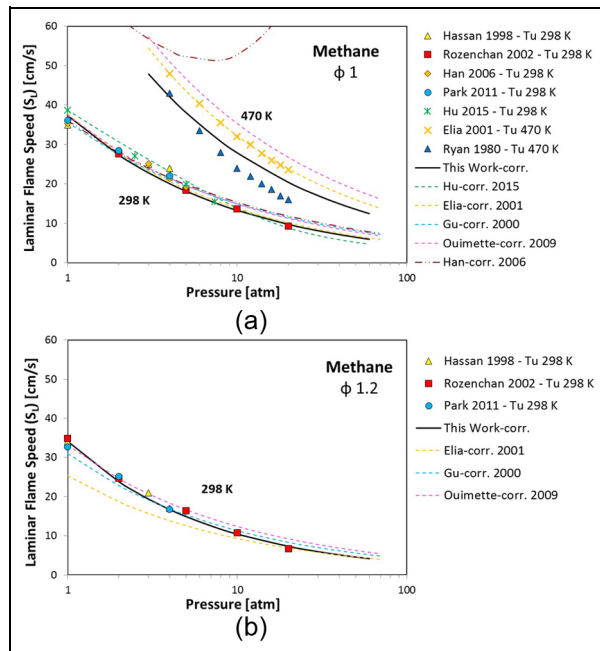 (a)
60
50
40
30
20
10
0
Laminar Flame Speed (SL) [cm/s]
Methane
ϕ 1
470 K
298 K
1
10
100
Pressure [atm]
(a)
Hassan 1998 - Tu 298 K
Rozenchan 2002 - Tu 298 K
Han 2006 - Tu 298 K
Park 2011 - Tu 298 K
Hu 2015 - Tu 298 K
Elia 2001 - Tu 470 K
Ryan 1980 - Tu 470 K
This Work-corr.
Hu-corr. 2015
Elia-corr. 2001
Gu-corr. 2000
Ouimette-corr. 2009
Han-corr. 2006
60
50
40
30
20
10
0
Laminar Flame Speed (SL) [cm/s]
Methane
ϕ 1.2
298 K
1
10
100
Pressure [atm]
(b)
Hassan 1998 - Tu 298 K
Rozenchan 2002 - Tu 298 K
Park 2011 - Tu 298 K
This Work-corr.
Elia-corr. 2001
Gu-corr. 2000
Ouimette-corr. 2009